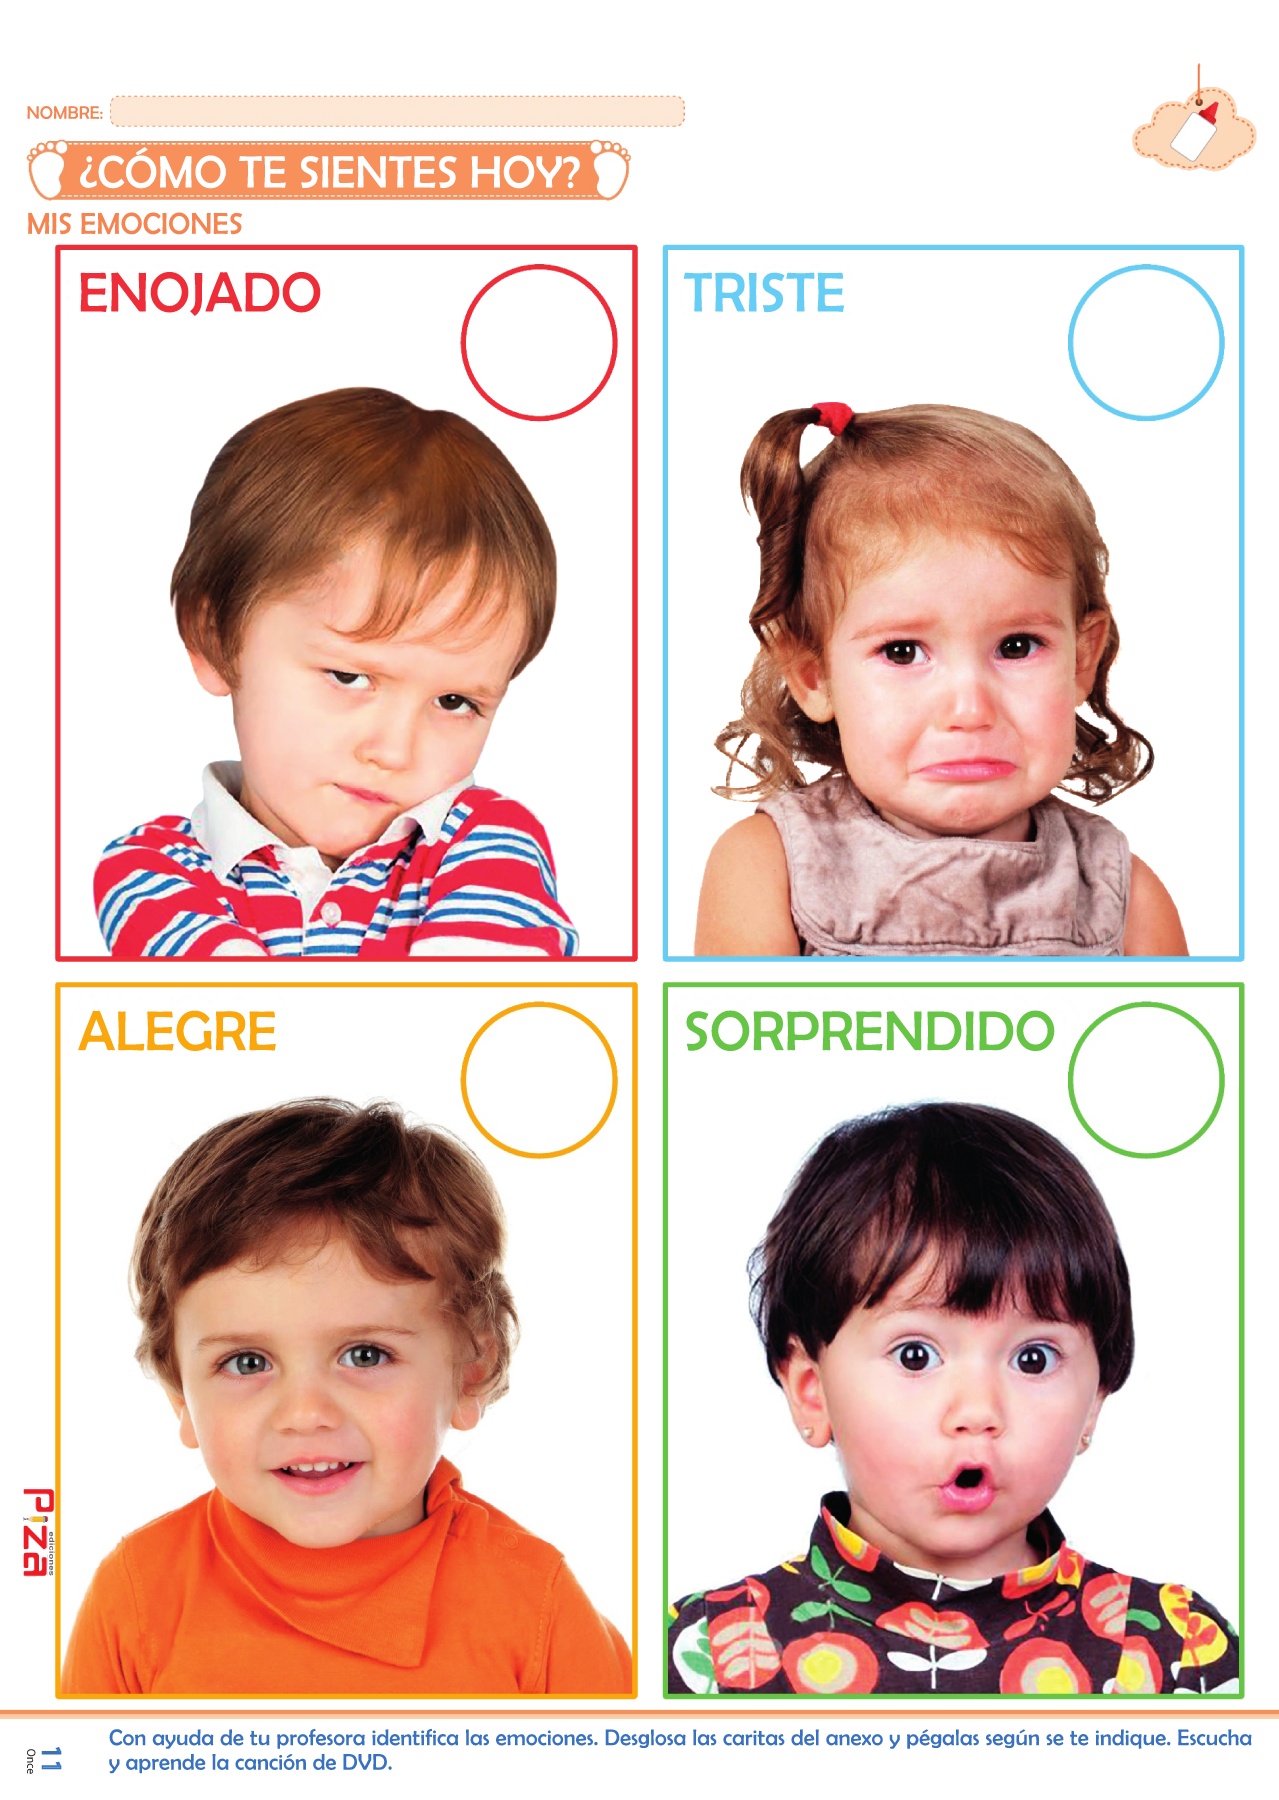 NOMBRE:
¿CÓMO TE SIENTES HOY?
MIS EMOCIONES
ENOJADO
TRISTE
ALEGRE
SORPRENDIDO
Piza
ediciones
Con ayuda de tu profesora identifica las emociones. Desglosa las caritas del anexo y pégalas según se te indique. Escucha
y aprende la canción de DVD.
11
Once